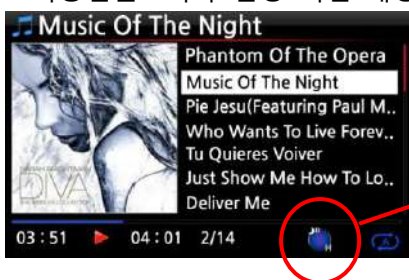 Music Of The Night
Phantom Of The Opera
Music Of The Night
Pie Jesu(Featuring Paul M..
Who Wants To Live Forev..
Tu Quieres Voiver
Just Show Me How To Lo..
Deliver Me
DIVA
03 : 51 04 : 01 2/14